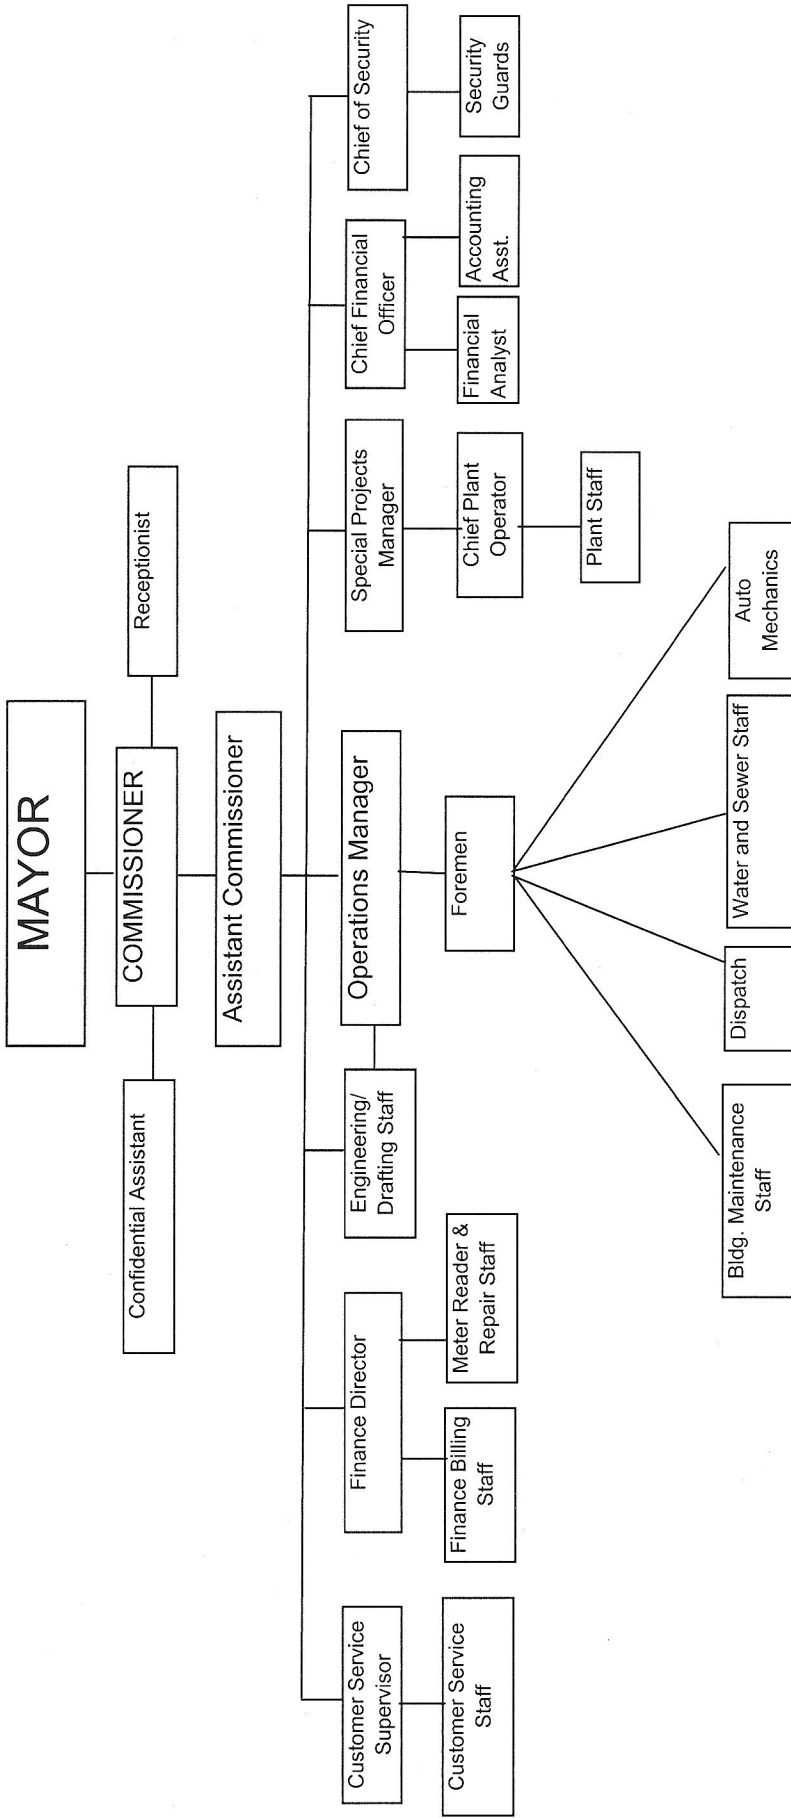 MAYOR
Confidential Assistant
COMMISSIONER
Receptionist
Assistant Commissioner
Customer Service
Supervisor
Finance Director
Engineering/
Drafting Staff
Operations Manager
Special Projects
Manager
Chief Financial
Officer
Chief of Security
Customer Service
Staff
Finance Billing
Staff
Meter Reader &
Repair Staff
Foremen
Chief Plant
Operator
Financial
Analyst
Accounting
Asst.
Security
Guards
Plant Staff
Bldg. Maintenance
Staff
Dispatch
Water and Sewer Staff
Auto
Mechanics